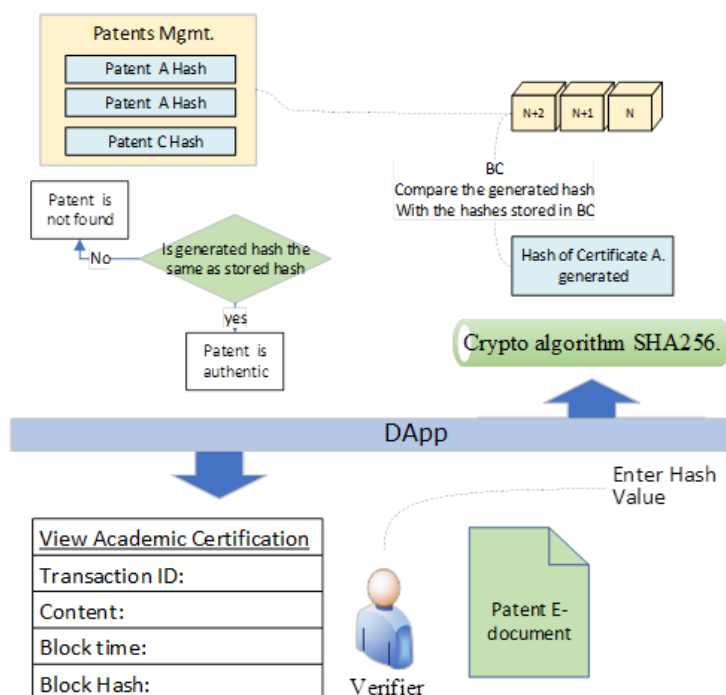 Patents Mgmt.
Patent A Hash
Patent A Hash
Patent C Hash
N+2
N+1
N
BC
Compare the generated hash
With the hashes stored in BC
Hash of Certificate A.
generated
Patent is
not found
No
Is generated hash the
same as stored hash
yes
Patent is
authentic
Crypto algorithm SHA256.
DApp
Enter Hash
Value
View Academic Certification
Transaction ID:
Content:
Block time:
Block Hash:
Verifier
Patent E-
document